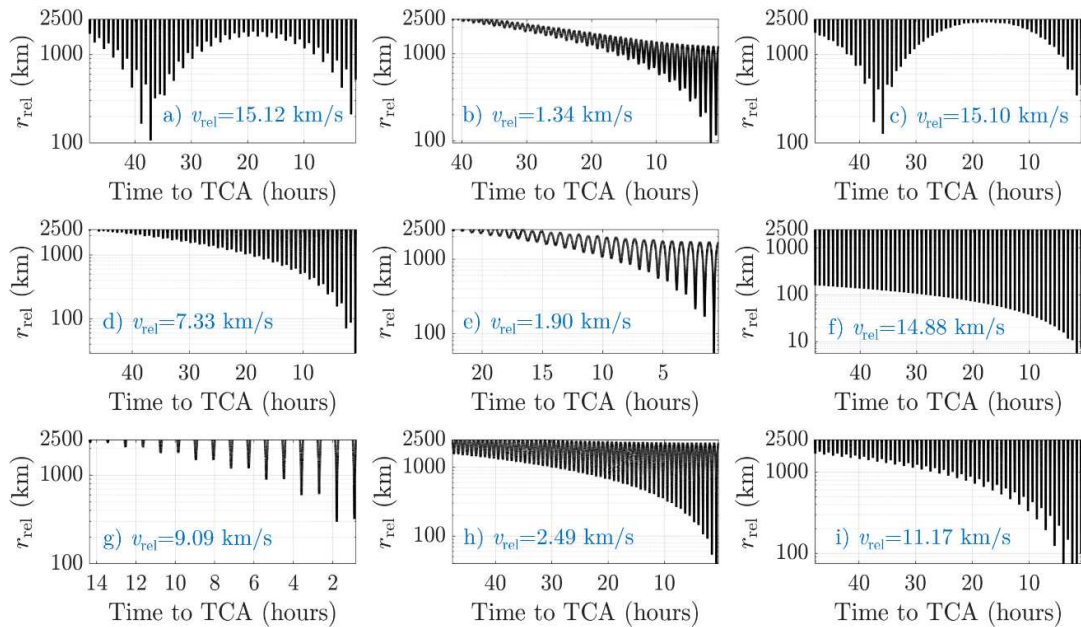 2500
1000
100
r_rel (km)
a) v_rel=15.12 km/s
40 30 20 10
Time to TCA (hours)
2500
1000
100
r_rel (km)
b) v_rel=1.34 km/s
40 30 20 10
Time to TCA (hours)
2500
1000
100
r_rel (km)
c) v_rel=15.10 km/s
40 30 20 10
Time to TCA (hours)
2500
1000
100
r_rel (km)
d) v_rel=7.33 km/s
40 30 20 10
Time to TCA (hours)
2500
1000
100
r_rel (km)
e) v_rel=1.90 km/s
20 15 10 5
Time to TCA (hours)
2500
1000
100
10
r_rel (km)
f) v_rel=14.88 km/s
40 30 20 10
Time to TCA (hours)
2500
1000
100
r_rel (km)
g) v_rel=9.09 km/s
14 12 10 8 6 4 2
Time to TCA (hours)
2500
1000
100
r_rel (km)
h) v_rel=2.49 km/s
40 30 20 10
Time to TCA (hours)
2500
1000
100
r_rel (km)
i) v_rel=11.17 km/s
40 30 20 10
Time to TCA (hours)